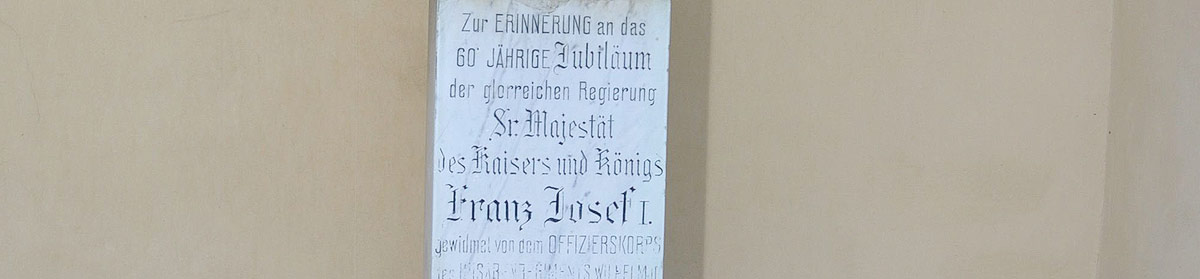 Zur ERINNERUNG an das
60' JÄHRIGE Jubiläum
der glorreichen Regierung
Sr. Majestät
des Kaisers und Königs
Franz Josef I.
gewidmet von dem OFFIZIERSKORPS